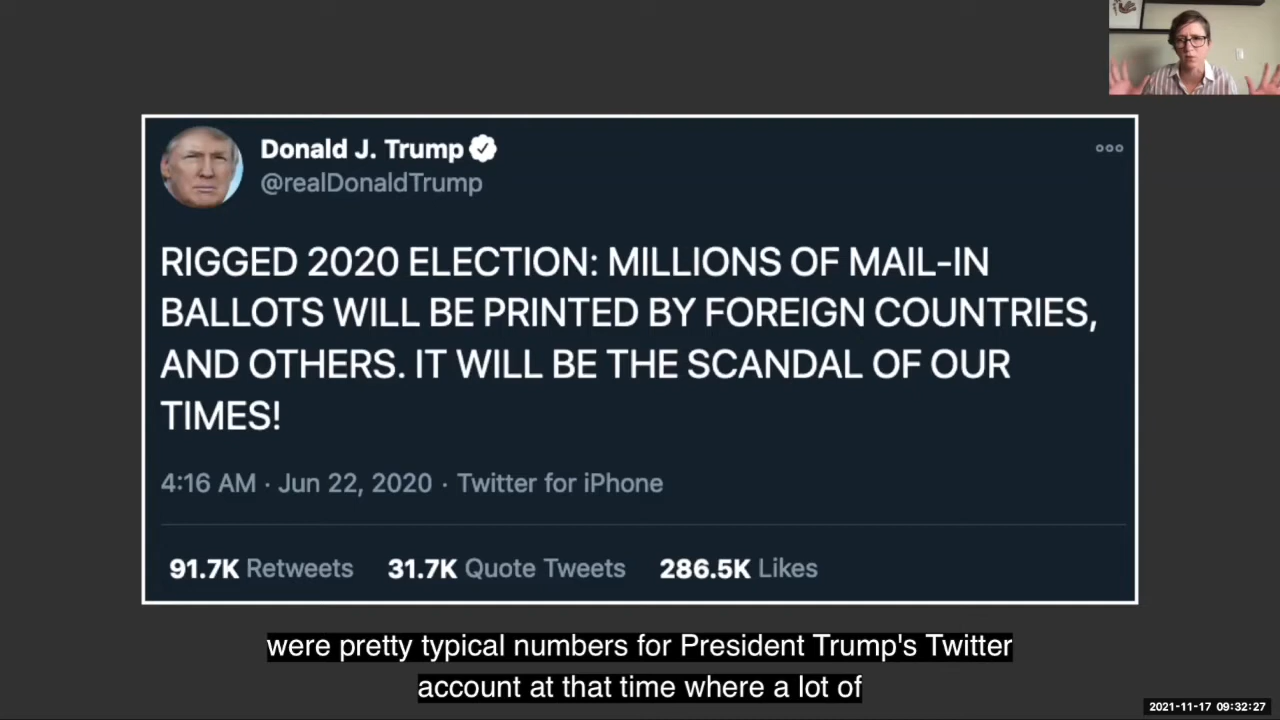 Donald J. Trump
@realDonaldTrump
RIGGED 2020 ELECTION: MILLIONS OF MAIL-IN
BALLOTS WILL BE PRINTED BY FOREIGN COUNTRIES,
AND OTHERS. IT WILL BE THE SCANDAL OF OUR
TIMES!
4:16 AM · Jun 22, 2020 · Twitter for iPhone
91.7K Retweets 31.7K Quote Tweets 286.5K Likes
were pretty typical numbers for President Trump's Twitter
account at that time where a lot of
2021-11-17 09:32:27